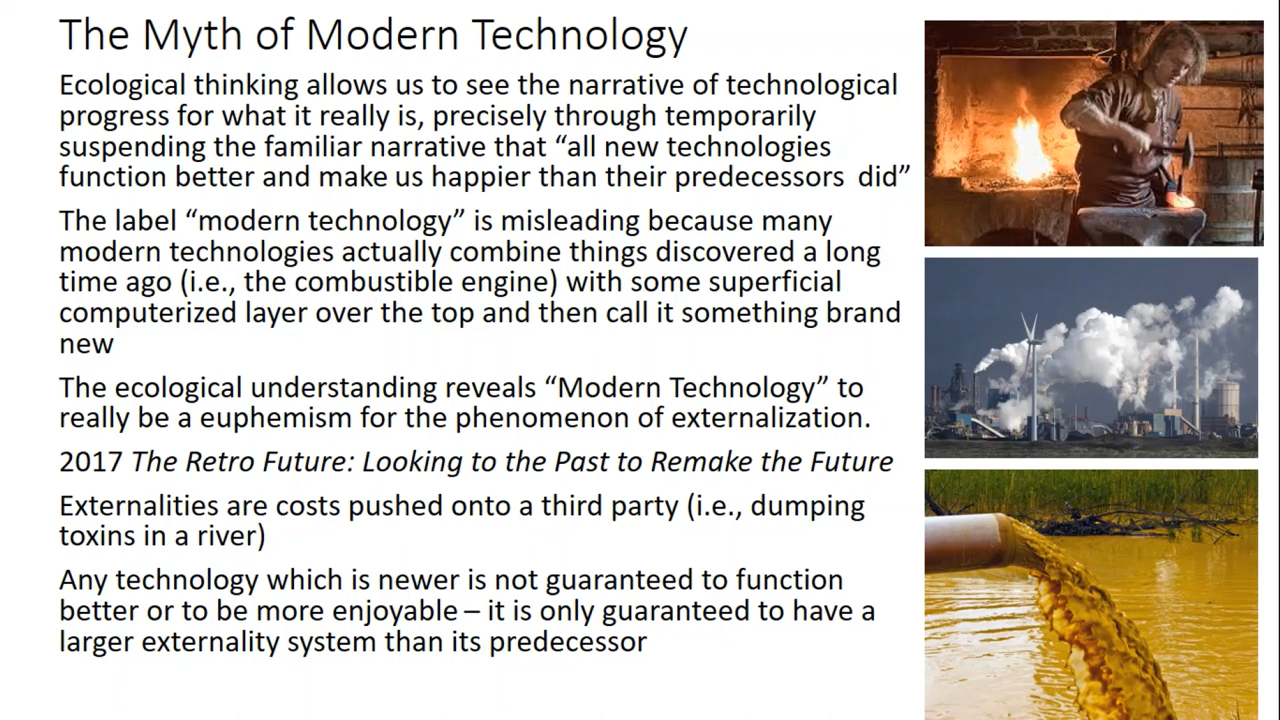 The Myth of Modern Technology
Ecological thinking allows us to see the narrative of technological
progress for what it really is, precisely through temporarily
suspending the familiar narrative that “all new technologies
function better and make us happier than their predecessors  did”
The label “modern technology” is misleading because many
modern technologies actually combine things discovered a long
time ago (i.e., the combustible engine) with some superficial
computerized layer over the top and then call it something brand
new
The ecological understanding reveals “Modern Technology” to
really be a euphemism for the phenomenon of externalization.
2017 The Retro Future: Looking to the Past to Remake the Future
Externalities are costs pushed onto a third party (i.e., dumping
toxins in a river)
Any technology which is newer is not guaranteed to function
better or to be more enjoyable – it is only guaranteed to have a
larger externality system than its predecessor